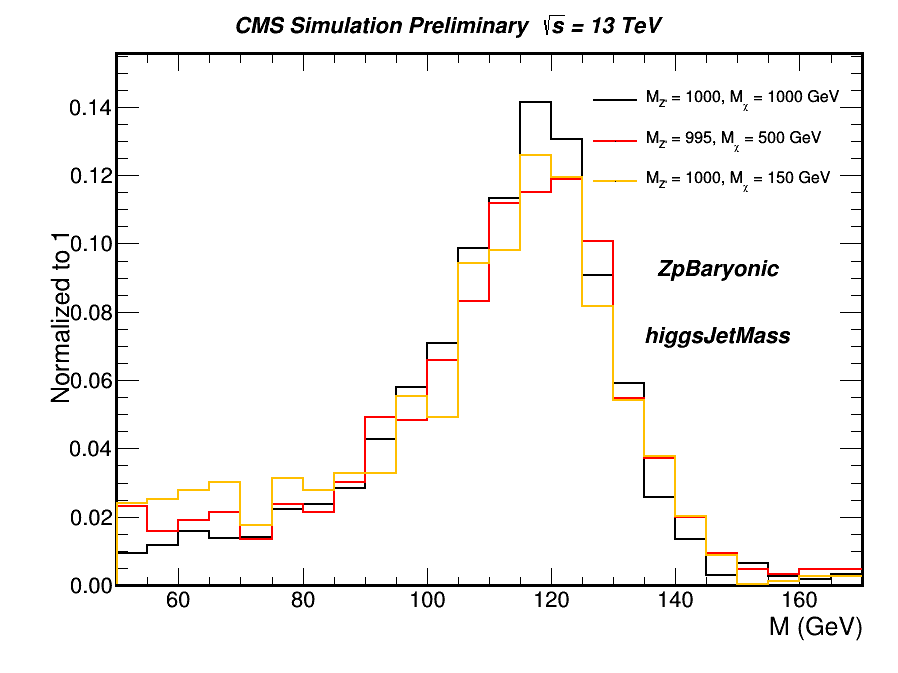 CMS Simulation Preliminary √s = 13 TeV
M_Z' = 1000, M_χ = 1000 GeV
M_Z' = 995, M_χ = 500 GeV
M_Z' = 1000, M_χ = 150 GeV
ZpBaryonic
higgsJetMass
Normalized to 1
0.14
0.12
0.10
0.08
0.06
0.04
0.02
0.00
60 80 100 120 140 160
M (GeV)